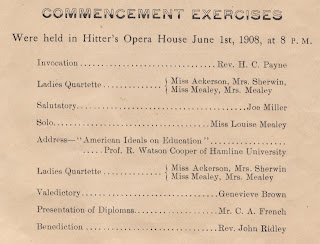 COMMENCEMENT EXERCISES
Were held in Hitter's Opera House June 1st, 1908, at 8 P. M.
Invocation..............................Rev. H. C. Payne
Ladies Quartette................{ Miss Ackerson, Mrs. Sherwin,
{ Miss Mealey, Mrs. Mealey
Salutatory....................................Joe Miller
Solo.................................Miss Louise Mealey
Address—"American Ideals on Education"..................
......Prof. R. Watson Cooper of Hamline University
Ladies Quartette................{ Miss Ackerson, Mrs. Sherwin
{ Miss Mealey, Mrs. Mealey
Valedictory............................Genevieve Brown
Presentation of Diplomas.................Mr. C. A. French
Benediction..........................Rev. John Ridley